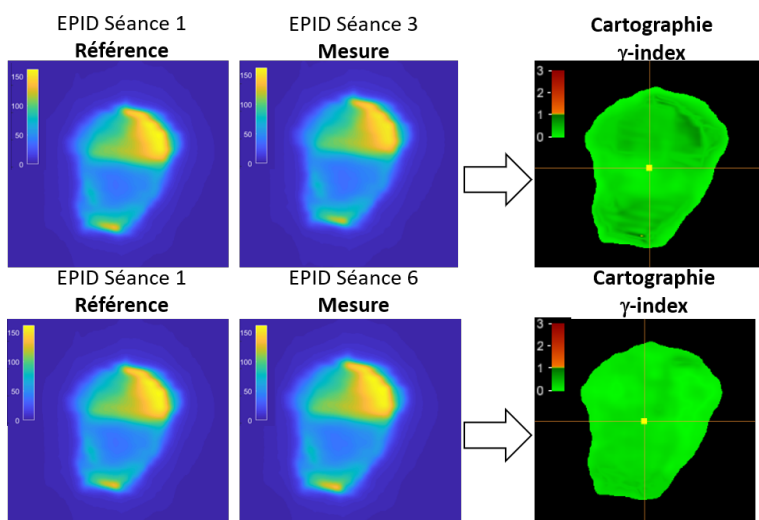 EPID Séance 1
Référence
EPID Séance 3
Mesure
Cartographie
γ-index
150
100
50
0
150
100
50
0
3
2
1
0
EPID Séance 1
Référence
EPID Séance 6
Mesure
Cartographie
γ-index
150
100
50
0
150
100
50
0
3
2
1
0